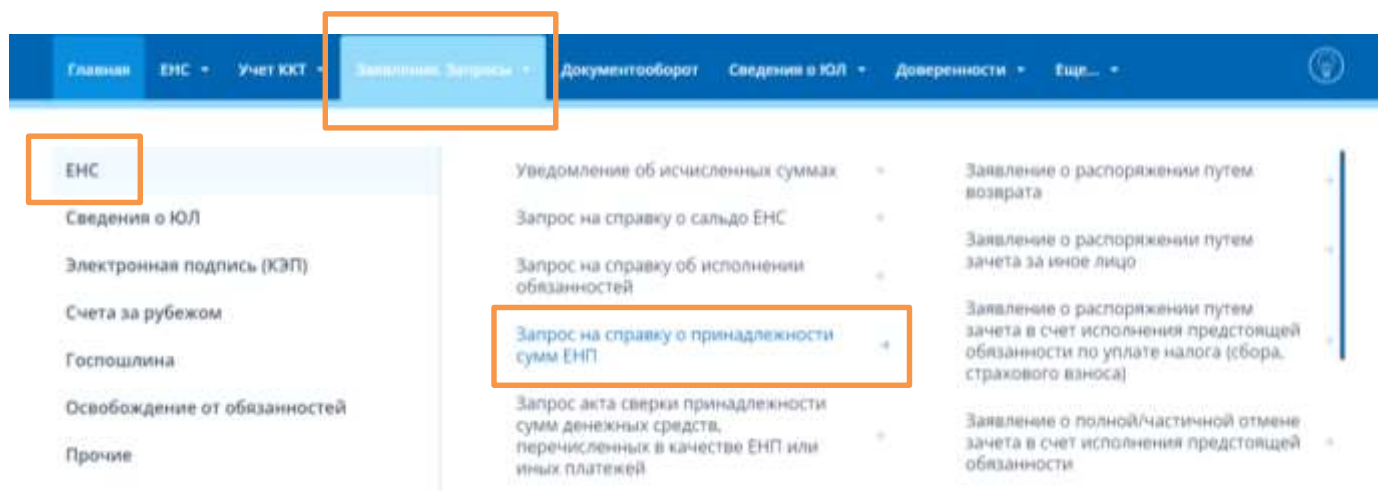 Главная ЕНС Учет ККТ Заявления. Запросы Документооборот Сведения о ЮЛ Доверенности Еще...
ЕНС
Сведения о ЮЛ
Электронная подпись (КЭП)
Счета за рубежом
Госпошлина
Освобождение от обязанностей
Прочие
Уведомление об исчисленных суммах
Запрос на справку о сальдо ЕНС
Запрос на справку об исполнении
обязанностей
Запрос на справку о принадлежности
сумм ЕНП
Запрос акта сверки принадлежности
сумм денежных средств,
перечисленных в качестве ЕНП или
иных платежей
Заявление о распоряжении путем
возврата
Заявление о распоряжении путем
зачета за иное лицо
Заявление о распоряжении путем
зачета в счет исполнения предстоящей
обязанности по уплате налога (сбора,
страхового взноса)
Заявление о полной/частичной отмене
зачета в счет исполнения предстоящей
обязанности